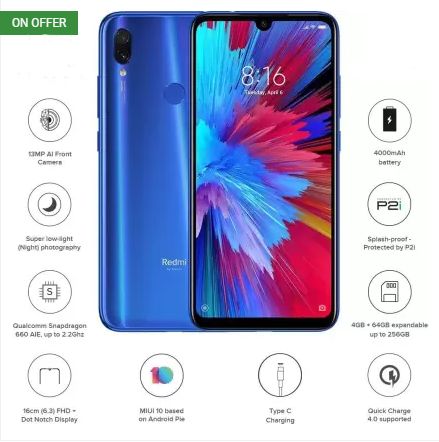 ON OFFER
8:16
Tuesday, April 6
13MP AI Front
Camera
4000mAh
battery
Super low-light
(Night) photography
P2i
Splash-proof -
Protected by P2i
Redmi
S
Qualcomm Snapdragon
660 AIE, up to 2.2Ghz
4GB + 64GB expandable
up to 256GB
10
16cm (6.3) FHD +
Dot Notch Display
MIUI 10 based
on Android Pie
Type C
Charging
Quick Charge
4.0 supported